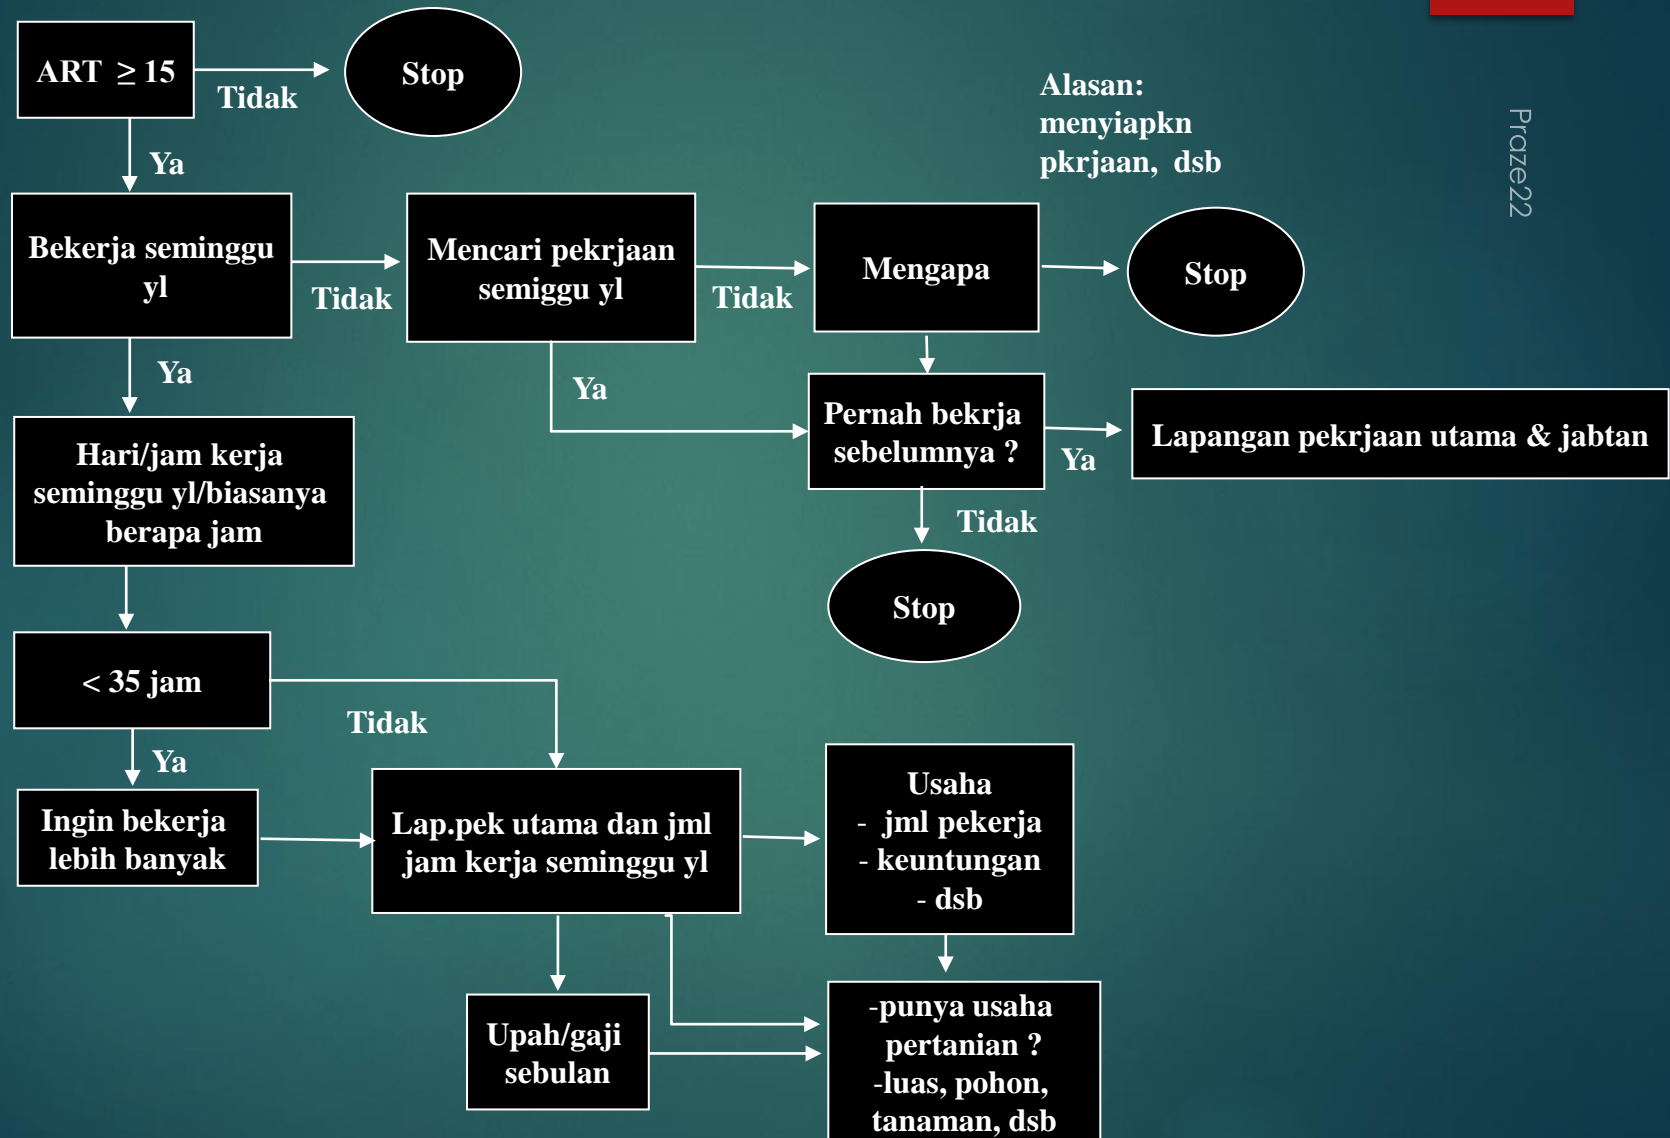 ART ≥ 15
Tidak
Stop
Alasan:
menyiapkn
pkrjaan, dsb
Praze22
Ya
Bekerja seminggu
yl
Tidak
Mencari pekrjaan
semiggu yl
Tidak
Mengapa
Stop
Ya
Ya
Pernah bekrja
sebelumnya ?
Ya
Lapangan pekrjaan utama & jabtan
Hari/jam kerja
seminggu yl/biasanya
berapa jam
Tidak
Stop
< 35 jam
Tidak
Ya
Ingin bekerja
lebih banyak
Lap.pek utama dan jml
jam kerja seminggu yl
Usaha
- jml pekerja
- keuntungan
- dsb
Upah/gaji
sebulan
-punya usaha
pertanian ?
-luas, pohon,
tanaman, dsb